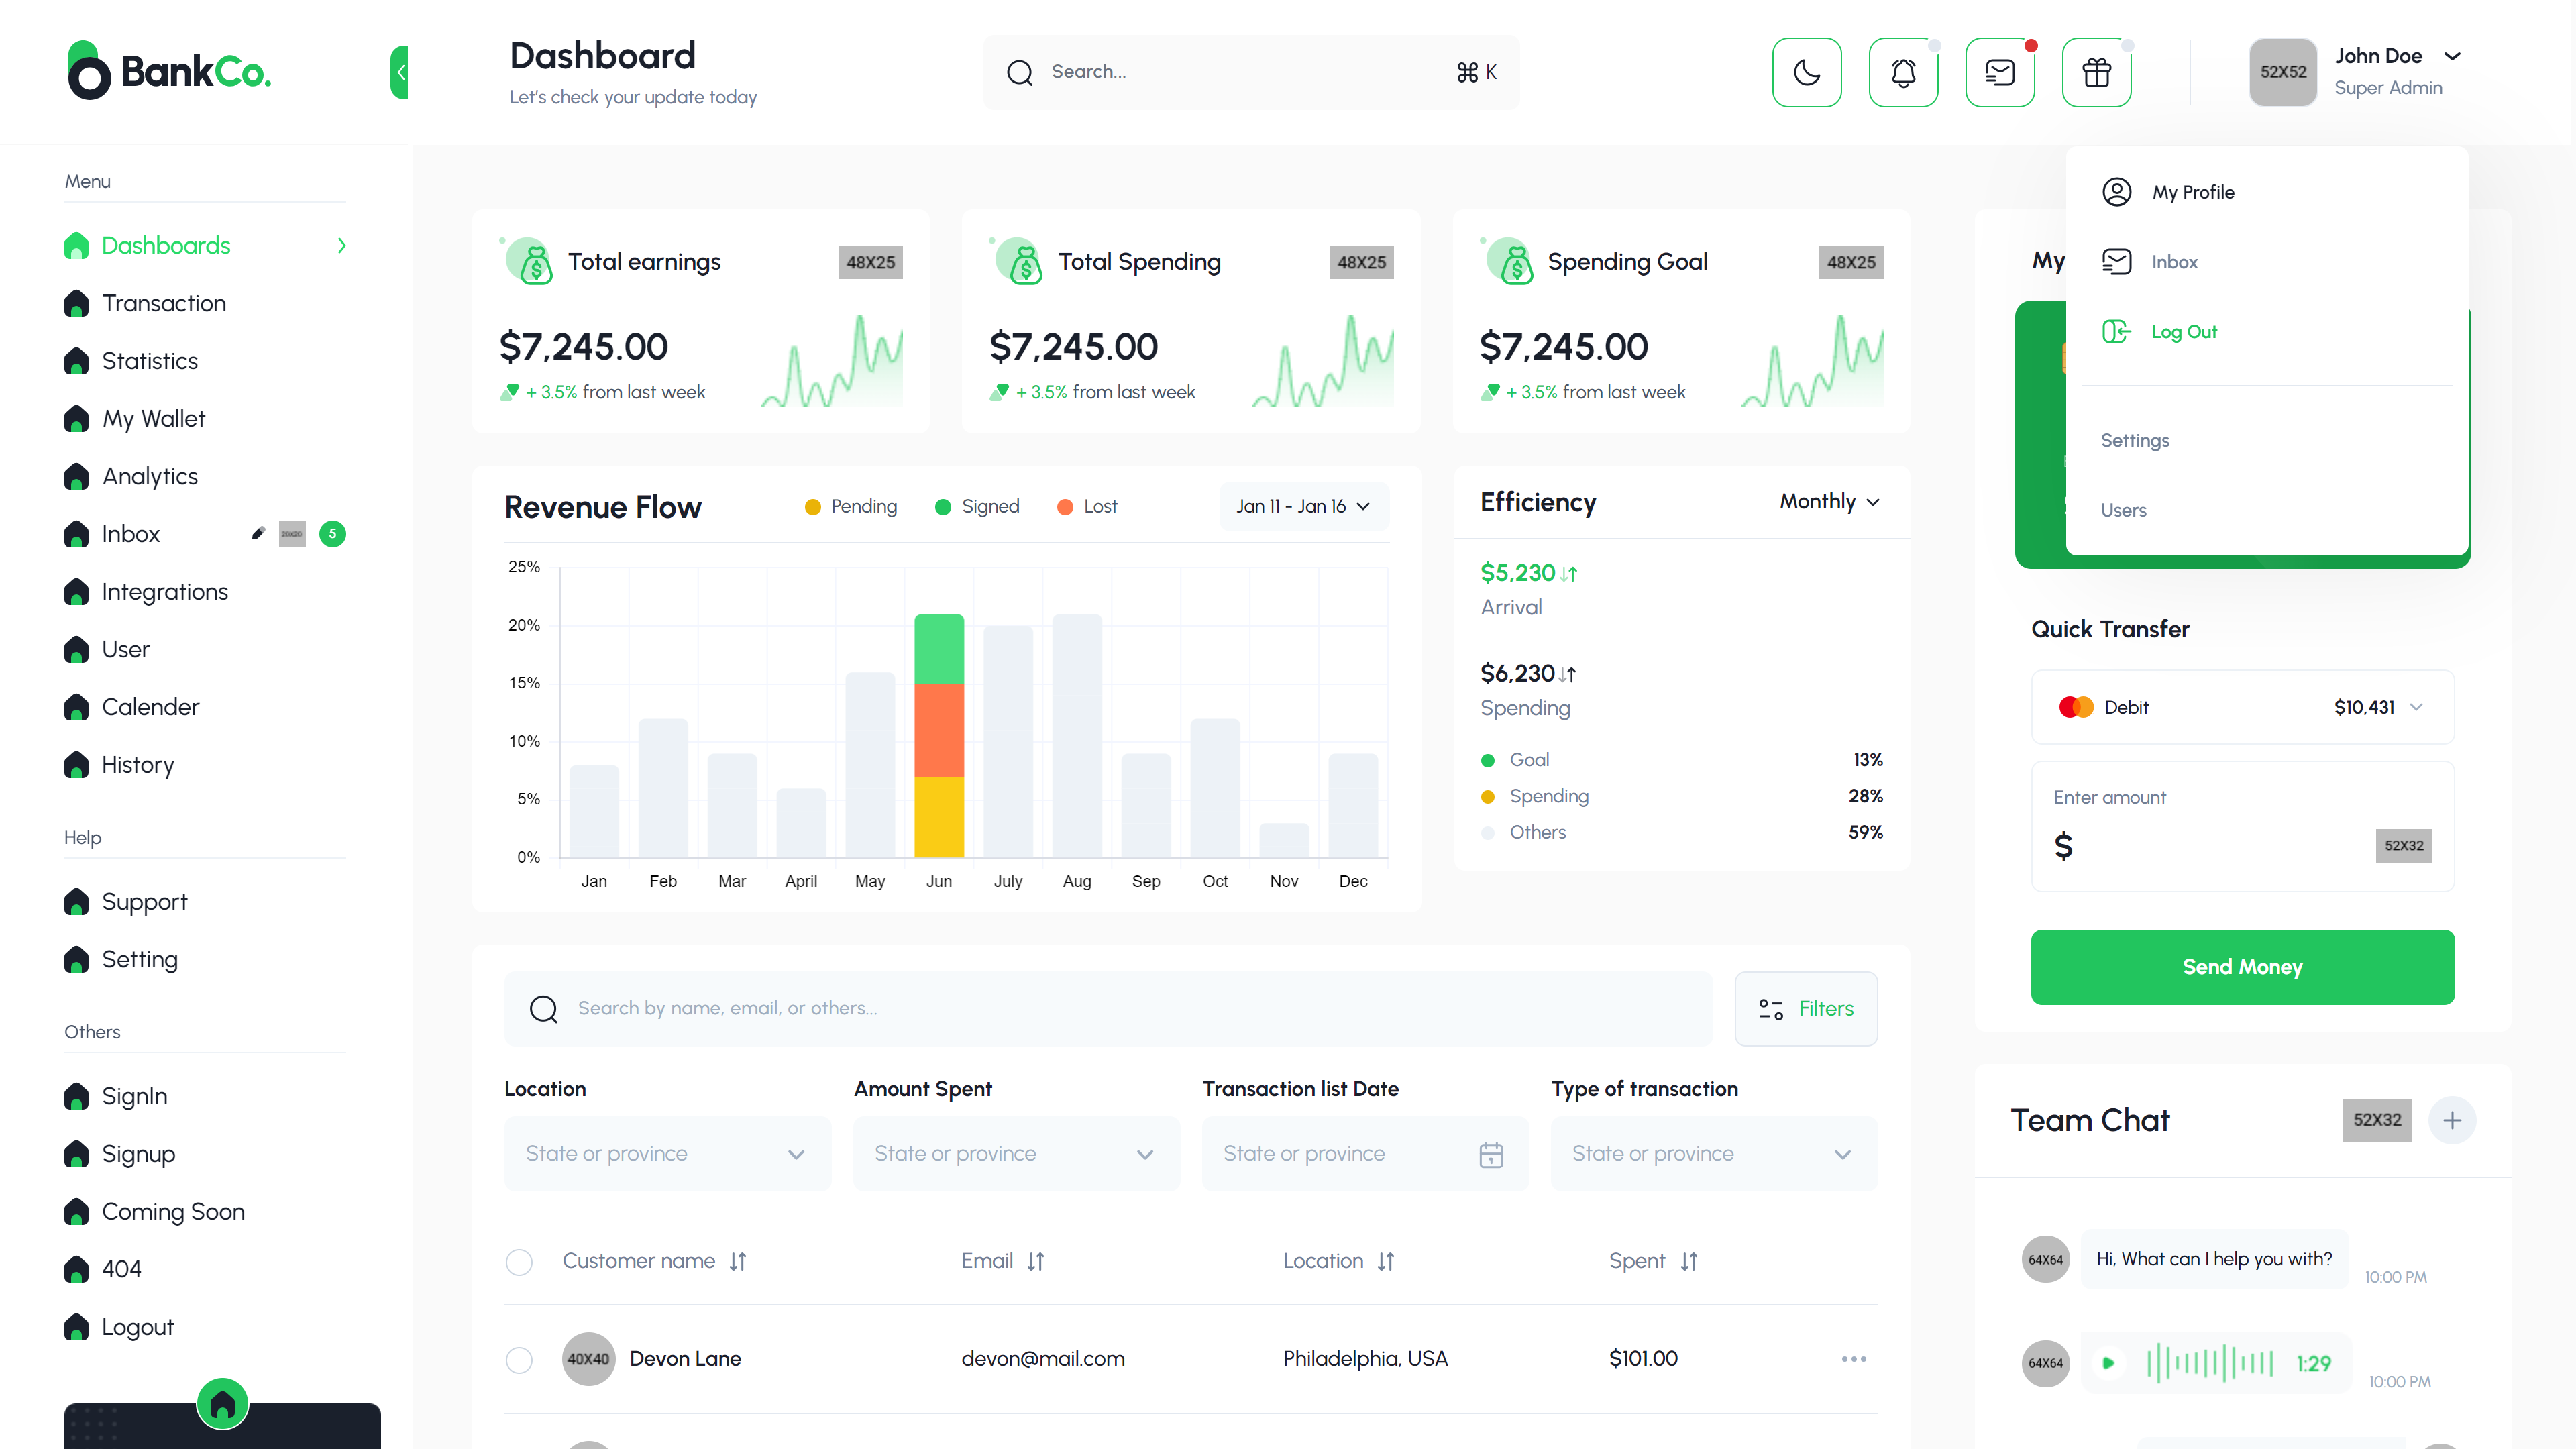 BankCo.
Dashboard
Let's check your update today
Search...
⌘ K
52X52
John Doe
Super Admin
Menu
Dashboards
Transaction
Statistics
My Wallet
Analytics
Inbox
20X20
5
Integrations
User
Calender
History
Help
Support
Setting
Others
SignIn
Signup
Coming Soon
404
Logout
Total earnings
48X25
$7,245.00
+ 3.5% from last week
Total Spending
48X25
$7,245.00
+ 3.5% from last week
Spending Goal
48X25
$7,245.00
+ 3.5% from last week
Revenue Flow
Pending
Signed
Lost
Jan 11 - Jan 16
25%
20%
15%
10%
5%
0%
Jan
Feb
Mar
April
May
Jun
July
Aug
Sep
Oct
Nov
Dec
Efficiency
Monthly
$5,230
Arrival
$6,230
Spending
Goal
13%
Spending
28%
Others
59%
Search by name, email, or others...
Filters
Location
State or province
Amount Spent
State or province
Transaction list Date
State or province
Type of transaction
State or province
Customer name
Email
Location
Spent
40X40
Devon Lane
devon@mail.com
Philadelphia, USA
$101.00
My
My Profile
Inbox
Log Out
Settings
Users
Quick Transfer
Debit
$10,431
Enter amount
$
52X32
Send Money
Team Chat
52X32
64X64
Hi, What can I help you with?
10:00 PM
64X64
1:29
10:00 PM